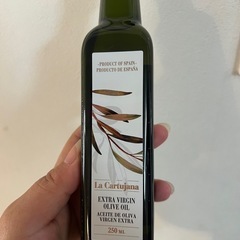 PRODUCT OF SPAIN
PRODUCTO DE ESPAÑA
La Cartujana
EXTRA VIRGIN
OLIVE OIL
ACEITE DE OLIVA
VIRGEN EXTRA
250 ML